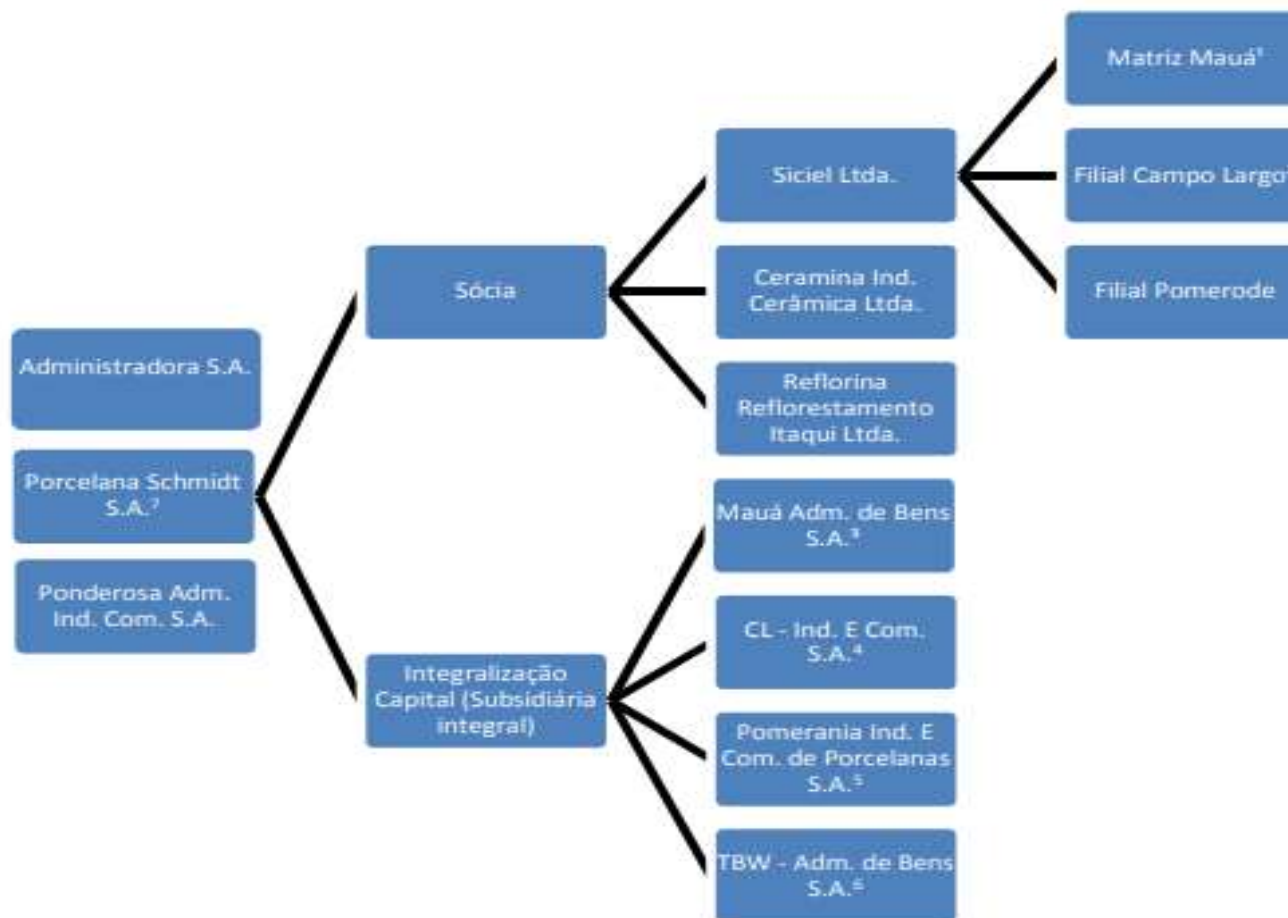 Matriz Mauá¹
Siciel Ltda.
Filial Campo Largo
Sócia
Ceramina Ind.
Cerâmica Ltda.
Filial Pomerode
Administradora S.A.
Reflorina
Reflorestamento
Itaqui Ltda.
Porcelana Schmidt
S.A.⁷
Mauá Adm. de Bens
S.A.³
Ponderosa Adm.
Ind. Com. S.A.
CL - Ind. E Com.
S.A.⁴
Integralização
Capital (Subsidiária
integral)
Pomerania Ind. E
Com. de Porcelanas
S.A.⁵
TBW - Adm. de Bens
S.A.⁶